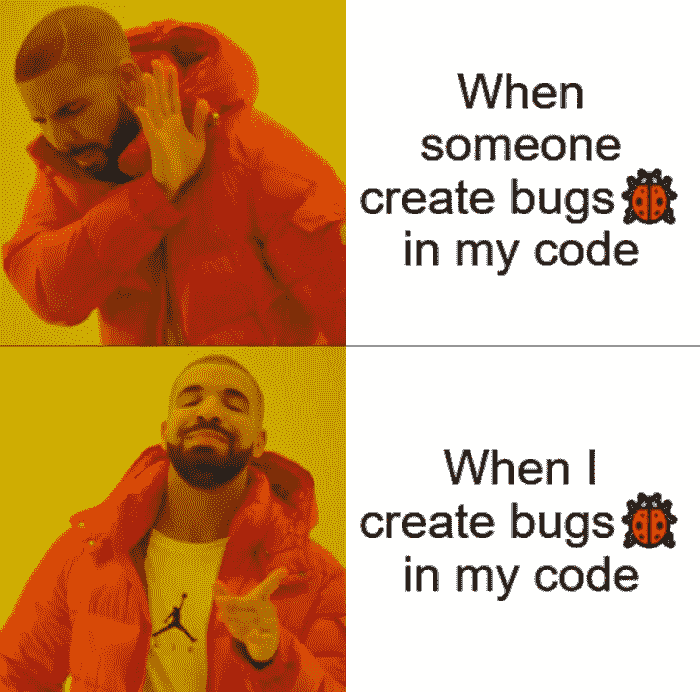 When
someone
create bugs🐞
in my code
When I
create bugs🐞
in my code